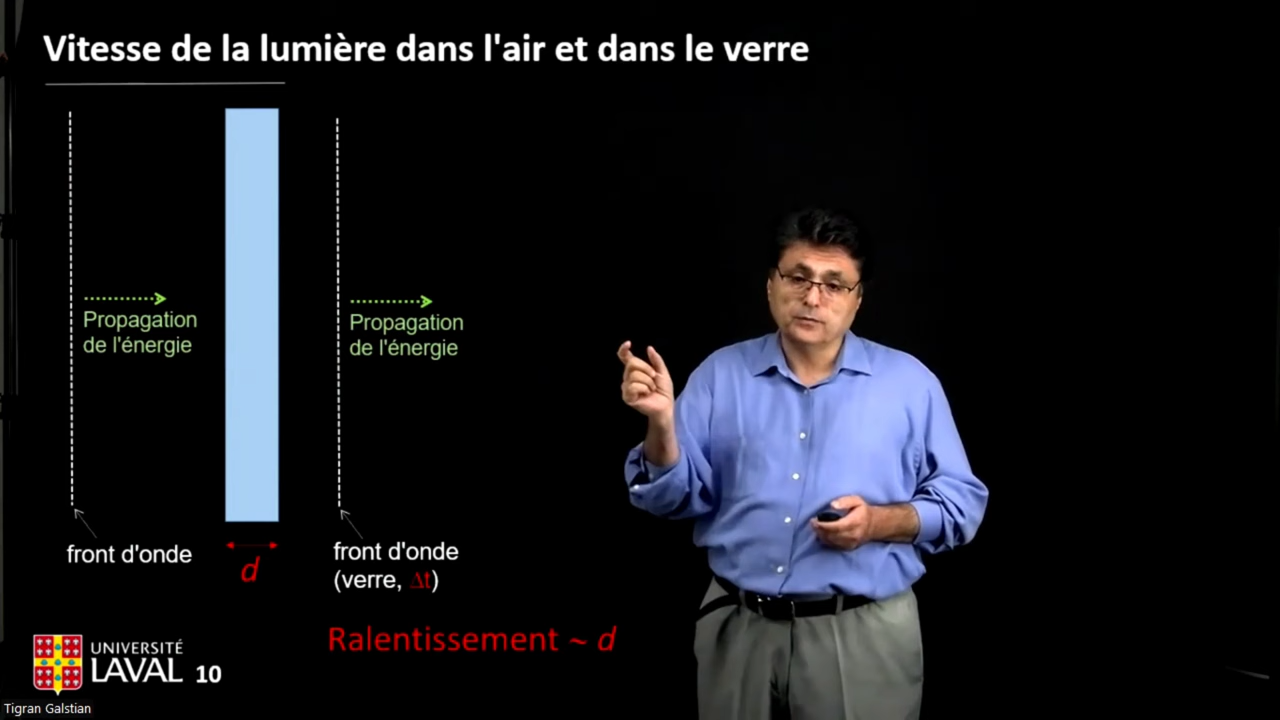 Vitesse de la lumière dans l'air et dans le verre
Propagation
de l'énergie
Propagation
de l'énergie
front d'onde
d
front d'onde
(verre, Δt)
Ralentissement ~ d
UNIVERSITÉ
LAVAL
10
Tigran Galstian